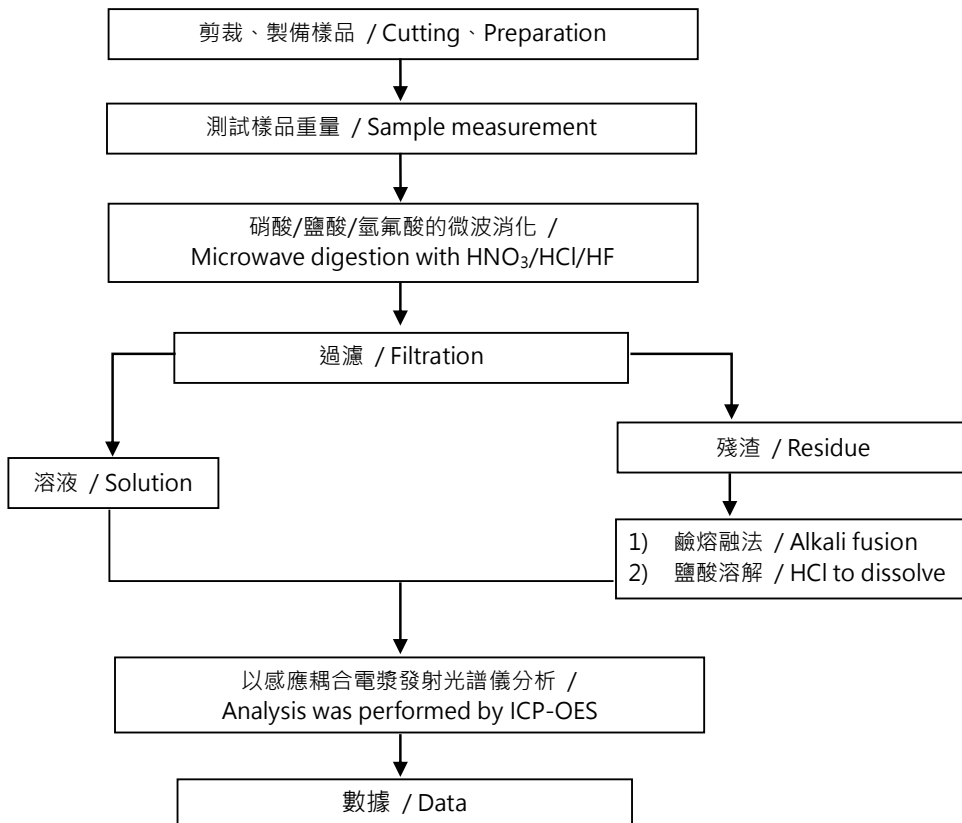 剪裁、製備樣品 / Cutting、Preparation
測試樣品重量 / Sample measurement
硝酸/鹽酸/氫氟酸的微波消化 /
Microwave digestion with HNO₃/HCl/HF
過濾 / Filtration
溶液 / Solution
殘渣 / Residue
1) 鹼熔融法 / Alkali fusion
2) 鹽酸溶解 / HCl to dissolve
以感應耦合電漿發射光譜儀分析 /
Analysis was performed by ICP-OES
數據 / Data